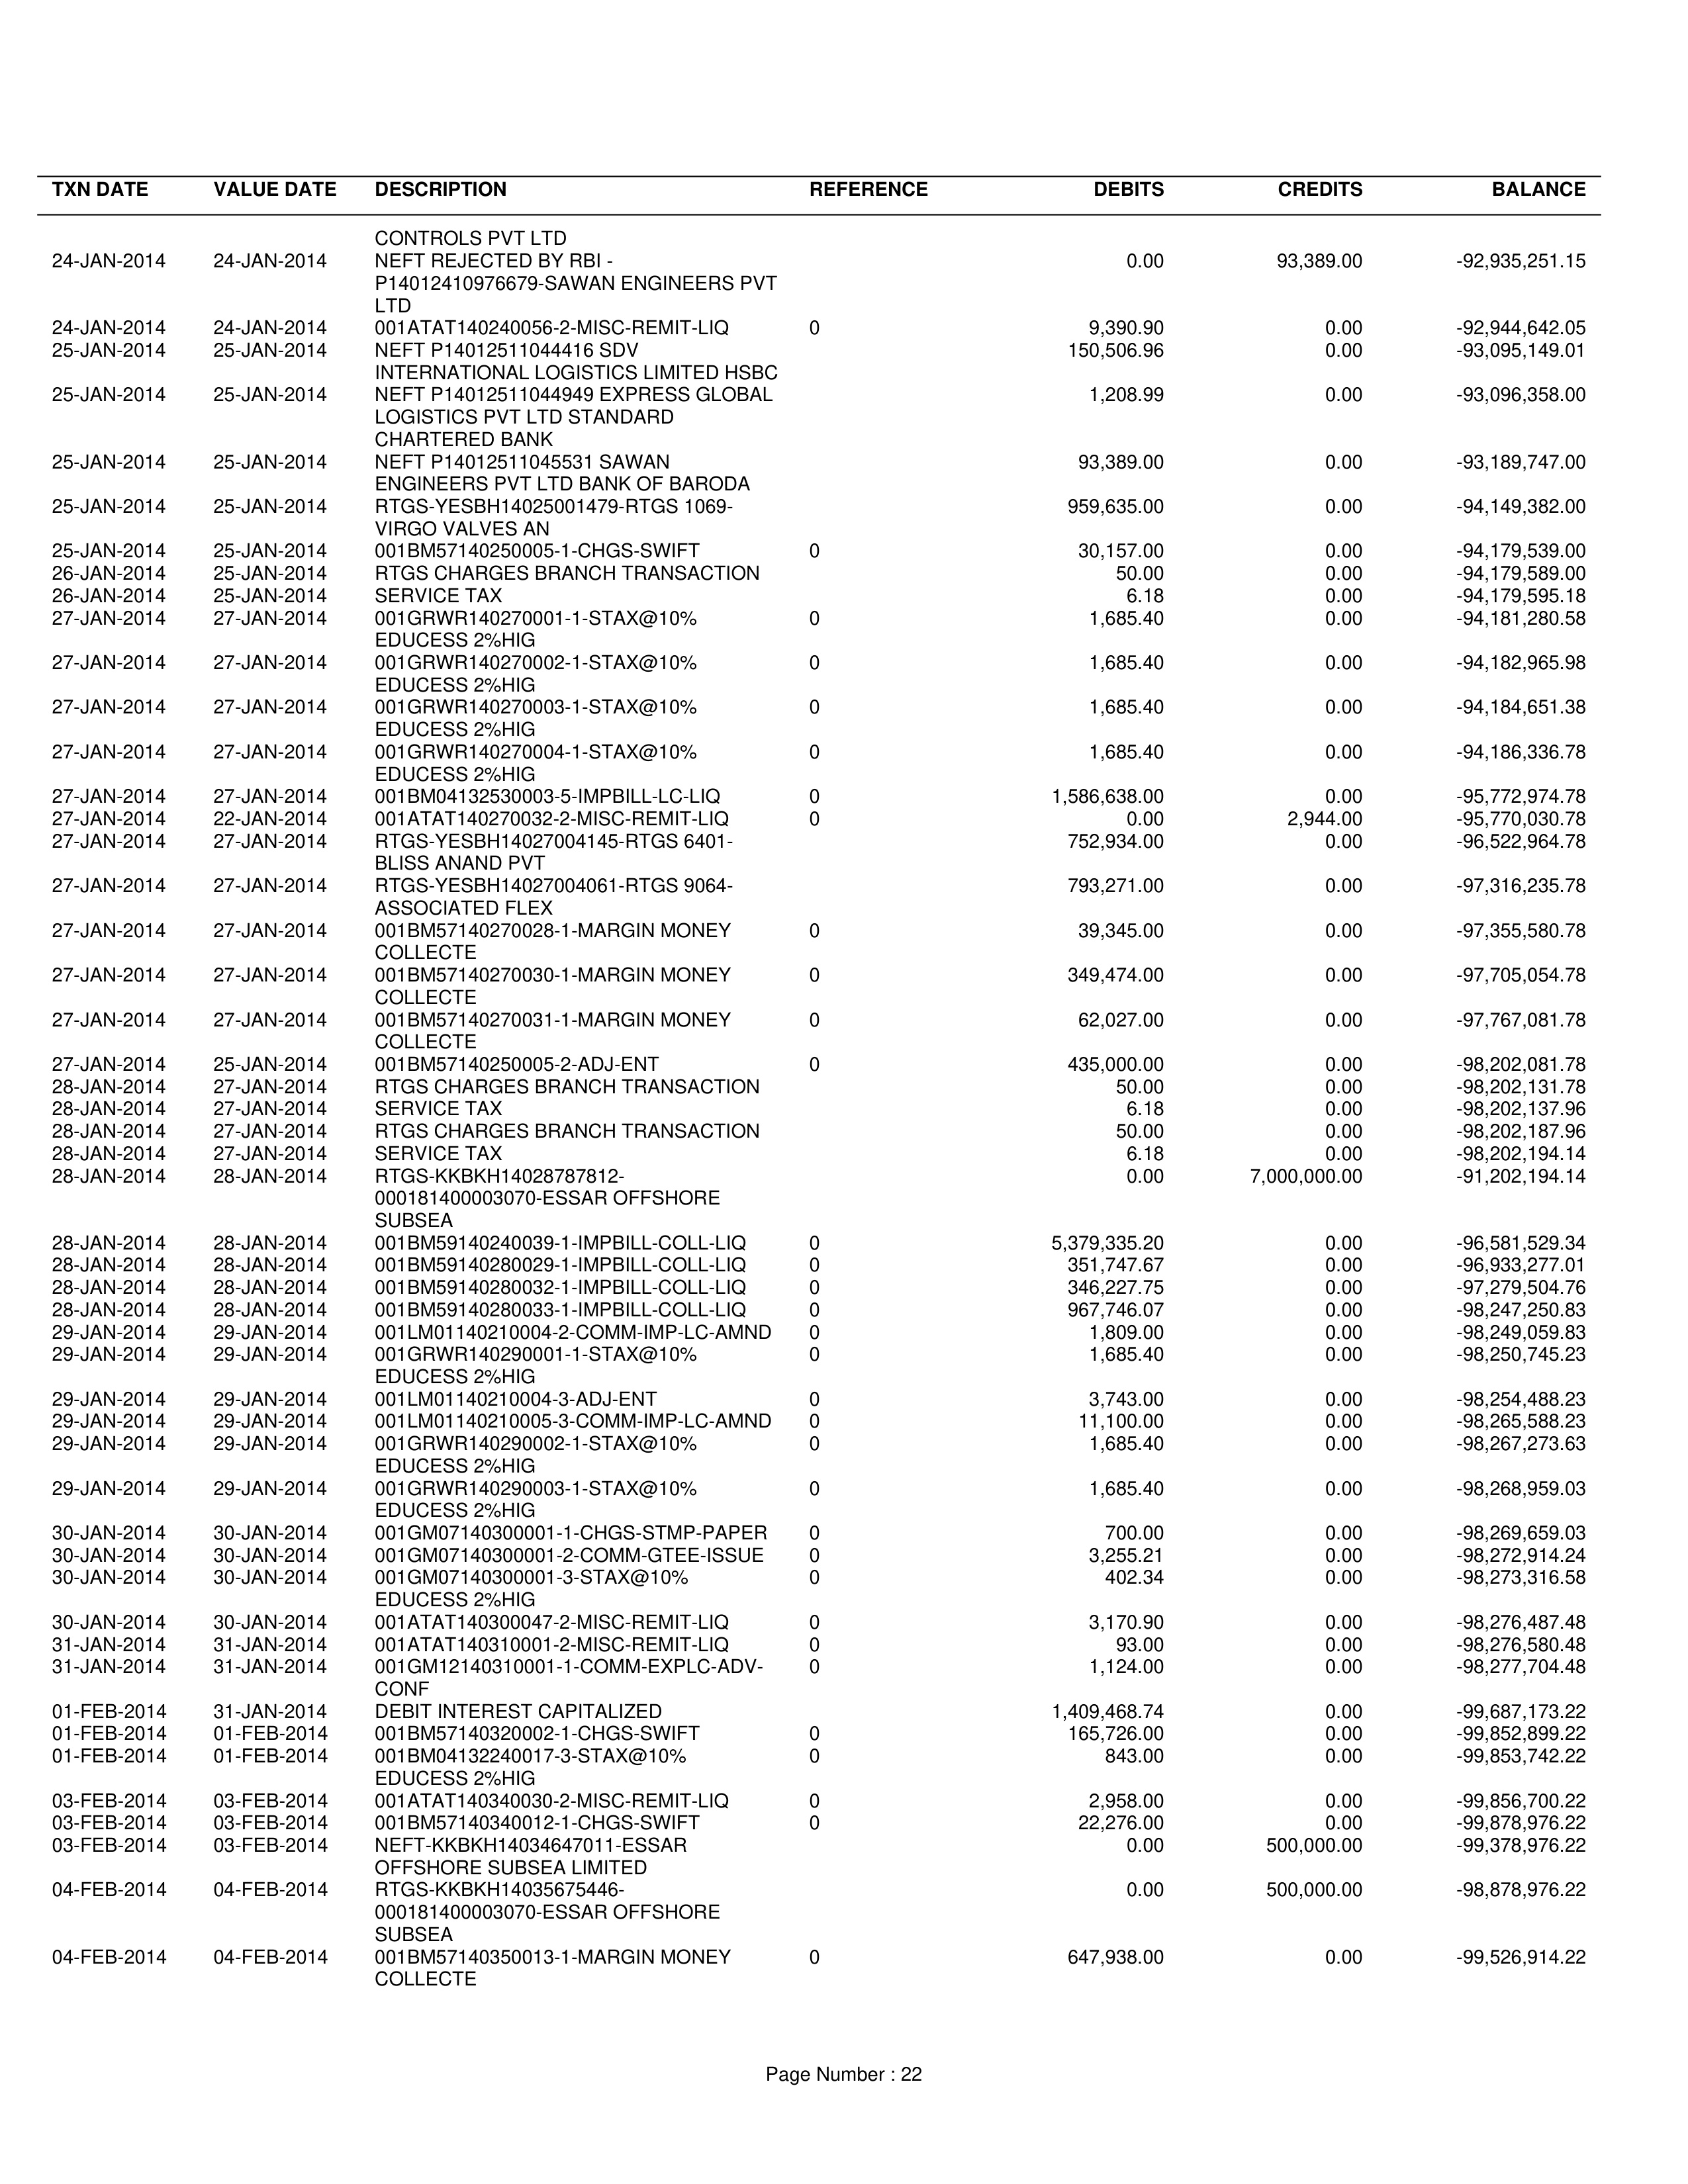 TXN DATE VALUE DATE DESCRIPTION REFERENCE DEBITS CREDITS BALANCE
CONTROLS PVT LTD
24-JAN-2014 24-JAN-2014 NEFT REJECTED BY RBI - 0.00 93,389.00 -92,935,251.15
P14012410976679-SAWAN ENGINEERS PVT
LTD
24-JAN-2014 24-JAN-2014 001ATAT140240056-2-MISC-REMIT-LIQ 0 9,390.90 0.00 -92,944,642.05
25-JAN-2014 25-JAN-2014 NEFT P14012511044416 SDV 150,506.96 0.00 -93,095,149.01
INTERNATIONAL LOGISTICS LIMITED HSBC
25-JAN-2014 25-JAN-2014 NEFT P14012511044949 EXPRESS GLOBAL 1,208.99 0.00 -93,096,358.00
LOGISTICS PVT LTD STANDARD
CHARTERED BANK
25-JAN-2014 25-JAN-2014 NEFT P14012511045531 SAWAN 93,389.00 0.00 -93,189,747.00
ENGINEERS PVT LTD BANK OF BARODA
25-JAN-2014 25-JAN-2014 RTGS-YESBH14025001479-RTGS 1069- 959,635.00 0.00 -94,149,382.00
VIRGO VALVES AN
25-JAN-2014 25-JAN-2014 001BM57140250005-1-CHGS-SWIFT 0 30,157.00 0.00 -94,179,539.00
26-JAN-2014 25-JAN-2014 RTGS CHARGES BRANCH TRANSACTION 50.00 0.00 -94,179,589.00
26-JAN-2014 25-JAN-2014 SERVICE TAX 6.18 0.00 -94,179,595.18
27-JAN-2014 27-JAN-2014 001GRWR140270001-1-STAX@10% 0 1,685.40 0.00 -94,181,280.58
EDUCESS 2%HIG
27-JAN-2014 27-JAN-2014 001GRWR140270002-1-STAX@10% 0 1,685.40 0.00 -94,182,965.98
EDUCESS 2%HIG
27-JAN-2014 27-JAN-2014 001GRWR140270003-1-STAX@10% 0 1,685.40 0.00 -94,184,651.38
EDUCESS 2%HIG
27-JAN-2014 27-JAN-2014 001GRWR140270004-1-STAX@10% 0 1,685.40 0.00 -94,186,336.78
EDUCESS 2%HIG
27-JAN-2014 27-JAN-2014 001BM04132530003-5-IMPBILL-LC-LIQ 0 1,586,638.00 0.00 -95,772,974.78
27-JAN-2014 22-JAN-2014 001ATAT140270032-2-MISC-REMIT-LIQ 0 0.00 2,944.00 -95,770,030.78
27-JAN-2014 27-JAN-2014 RTGS-YESBH14027004145-RTGS 6401- 752,934.00 0.00 -96,522,964.78
BLISS ANAND PVT
27-JAN-2014 27-JAN-2014 RTGS-YESBH14027004061-RTGS 9064- 793,271.00 0.00 -97,316,235.78
ASSOCIATED FLEX
27-JAN-2014 27-JAN-2014 001BM57140270028-1-MARGIN MONEY 0 39,345.00 0.00 -97,355,580.78
COLLECTE
27-JAN-2014 27-JAN-2014 001BM57140270030-1-MARGIN MONEY 0 349,474.00 0.00 -97,705,054.78
COLLECTE
27-JAN-2014 27-JAN-2014 001BM57140270031-1-MARGIN MONEY 0 62,027.00 0.00 -97,767,081.78
COLLECTE
27-JAN-2014 25-JAN-2014 001BM57140250005-2-ADJ-ENT 0 435,000.00 0.00 -98,202,081.78
28-JAN-2014 27-JAN-2014 RTGS CHARGES BRANCH TRANSACTION 50.00 0.00 -98,202,131.78
28-JAN-2014 27-JAN-2014 SERVICE TAX 6.18 0.00 -98,202,137.96
28-JAN-2014 27-JAN-2014 RTGS CHARGES BRANCH TRANSACTION 50.00 0.00 -98,202,187.96
28-JAN-2014 27-JAN-2014 SERVICE TAX 6.18 0.00 -98,202,194.14
28-JAN-2014 28-JAN-2014 RTGS-KKBKH14028787812- 0.00 7,000,000.00 -91,202,194.14
000181400003070-ESSAR OFFSHORE
SUBSEA
28-JAN-2014 28-JAN-2014 001BM59140240039-1-IMPBILL-COLL-LIQ 0 5,379,335.20 0.00 -96,581,529.34
28-JAN-2014 28-JAN-2014 001BM59140280029-1-IMPBILL-COLL-LIQ 0 351,747.67 0.00 -96,933,277.01
28-JAN-2014 28-JAN-2014 001BM59140280032-1-IMPBILL-COLL-LIQ 0 346,227.75 0.00 -97,279,504.76
28-JAN-2014 28-JAN-2014 001BM59140280033-1-IMPBILL-COLL-LIQ 0 967,746.07 0.00 -98,247,250.83
29-JAN-2014 29-JAN-2014 001LM01140210004-2-COMM-IMP-LC-AMND 0 1,809.00 0.00 -98,249,059.83
29-JAN-2014 29-JAN-2014 001GRWR140290001-1-STAX@10% 0 1,685.40 0.00 -98,250,745.23
EDUCESS 2%HIG
29-JAN-2014 29-JAN-2014 001LM01140210004-3-ADJ-ENT 0 3,743.00 0.00 -98,254,488.23
29-JAN-2014 29-JAN-2014 001LM01140210005-3-COMM-IMP-LC-AMND 0 11,100.00 0.00 -98,265,588.23
29-JAN-2014 29-JAN-2014 001GRWR140290002-1-STAX@10% 0 1,685.40 0.00 -98,267,273.63
EDUCESS 2%HIG
29-JAN-2014 29-JAN-2014 001GRWR140290003-1-STAX@10% 0 1,685.40 0.00 -98,268,959.03
EDUCESS 2%HIG
30-JAN-2014 30-JAN-2014 001GM07140300001-1-CHGS-STMP-PAPER 0 700.00 0.00 -98,269,659.03
30-JAN-2014 30-JAN-2014 001GM07140300001-2-COMM-GTEE-ISSUE 0 3,255.21 0.00 -98,272,914.24
30-JAN-2014 30-JAN-2014 001GM07140300001-3-STAX@10% 0 402.34 0.00 -98,273,316.58
EDUCESS 2%HIG
30-JAN-2014 30-JAN-2014 001ATAT140300047-2-MISC-REMIT-LIQ 0 3,170.90 0.00 -98,276,487.48
31-JAN-2014 31-JAN-2014 001ATAT140310001-2-MISC-REMIT-LIQ 0 93.00 0.00 -98,276,580.48
31-JAN-2014 31-JAN-2014 001GM12140310001-1-COMM-EXPLC-ADV- 0 1,124.00 0.00 -98,277,704.48
CONF
01-FEB-2014 31-JAN-2014 DEBIT INTEREST CAPITALIZED 1,409,468.74 0.00 -99,687,173.22
01-FEB-2014 01-FEB-2014 001BM57140320002-1-CHGS-SWIFT 0 165,726.00 0.00 -99,852,899.22
01-FEB-2014 01-FEB-2014 001BM04132240017-3-STAX@10% 0 843.00 0.00 -99,853,742.22
EDUCESS 2%HIG
03-FEB-2014 03-FEB-2014 001ATAT140340030-2-MISC-REMIT-LIQ 0 2,958.00 0.00 -99,856,700.22
03-FEB-2014 03-FEB-2014 001BM57140340012-1-CHGS-SWIFT 0 22,276.00 0.00 -99,878,976.22
03-FEB-2014 03-FEB-2014 NEFT-KKBKH14034647011-ESSAR 0.00 500,000.00 -99,378,976.22
OFFSHORE SUBSEA LIMITED
04-FEB-2014 04-FEB-2014 RTGS-KKBKH14035675446- 0.00 500,000.00 -98,878,976.22
000181400003070-ESSAR OFFSHORE
SUBSEA
04-FEB-2014 04-FEB-2014 001BM57140350013-1-MARGIN MONEY 0 647,938.00 0.00 -99,526,914.22
COLLECTE
Page Number : 22